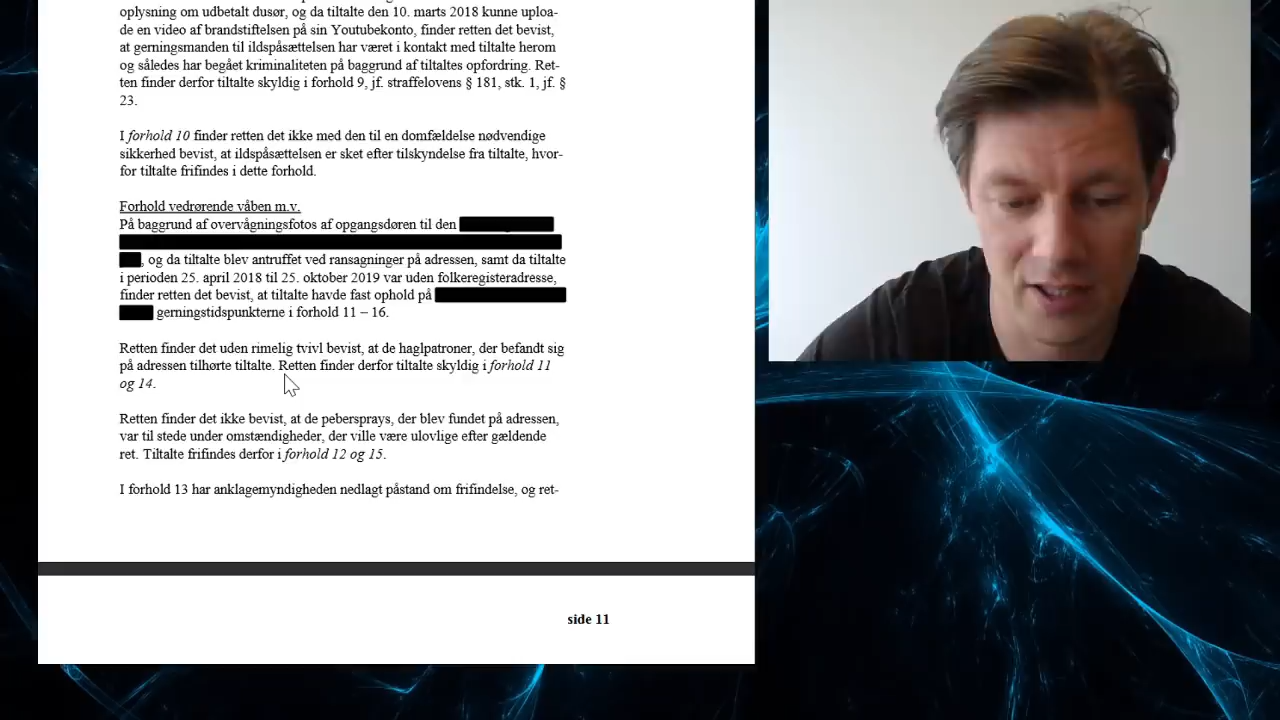 oplysning om udbetalt dusør, og da tiltalte den 10. marts 2018 kunne uploa-
de en video af brandstiftelsen på sin Youtubekonto, finder retten det bevist,
at gerningsmanden til ildspåsættelsen har været i kontakt med tiltalte herom
og således har begået kriminaliteten på baggrund af tiltaltes opfordring. Ret-
ten finder derfor tiltalte skyldig i forhold 9, jf. straffelovens § 181, stk. 1, jf. §
23.
I forhold 10 finder retten det ikke med den til en domfældelse nødvendige
sikkerhed bevist, at ildspåsættelsen er sket efter tilskyndelse fra tiltalte, hvor-
for tiltalte frifindes i dette forhold.
Forhold vedrørende våben m.v.
På baggrund af overvågningsfotos af opgangsdøren til den
, og da tiltalte blev antruffet ved ransagninger på adressen, samt da tiltalte
i perioden 25. april 2018 til 25. oktober 2019 var uden folkeregisteradresse,
finder retten det bevist, at tiltalte havde fast ophold på
gerningstidspunkterne i forhold 11 – 16.
Retten finder det uden rimelig tvivl bevist, at de haglpatroner, der befandt sig
på adressen tilhørte tiltalte. Retten finder derfor tiltalte skyldig i forhold 11
og 14.
Retten finder det ikke bevist, at de pebersprays, der blev fundet på adressen,
var til stede under omstændigheder, der ville være ulovlige efter gældende
ret. Tiltalte frifindes derfor i forhold 12 og 15.
I forhold 13 har anklagemyndigheden nedlagt påstand om frifindelse, og ret-
side 11